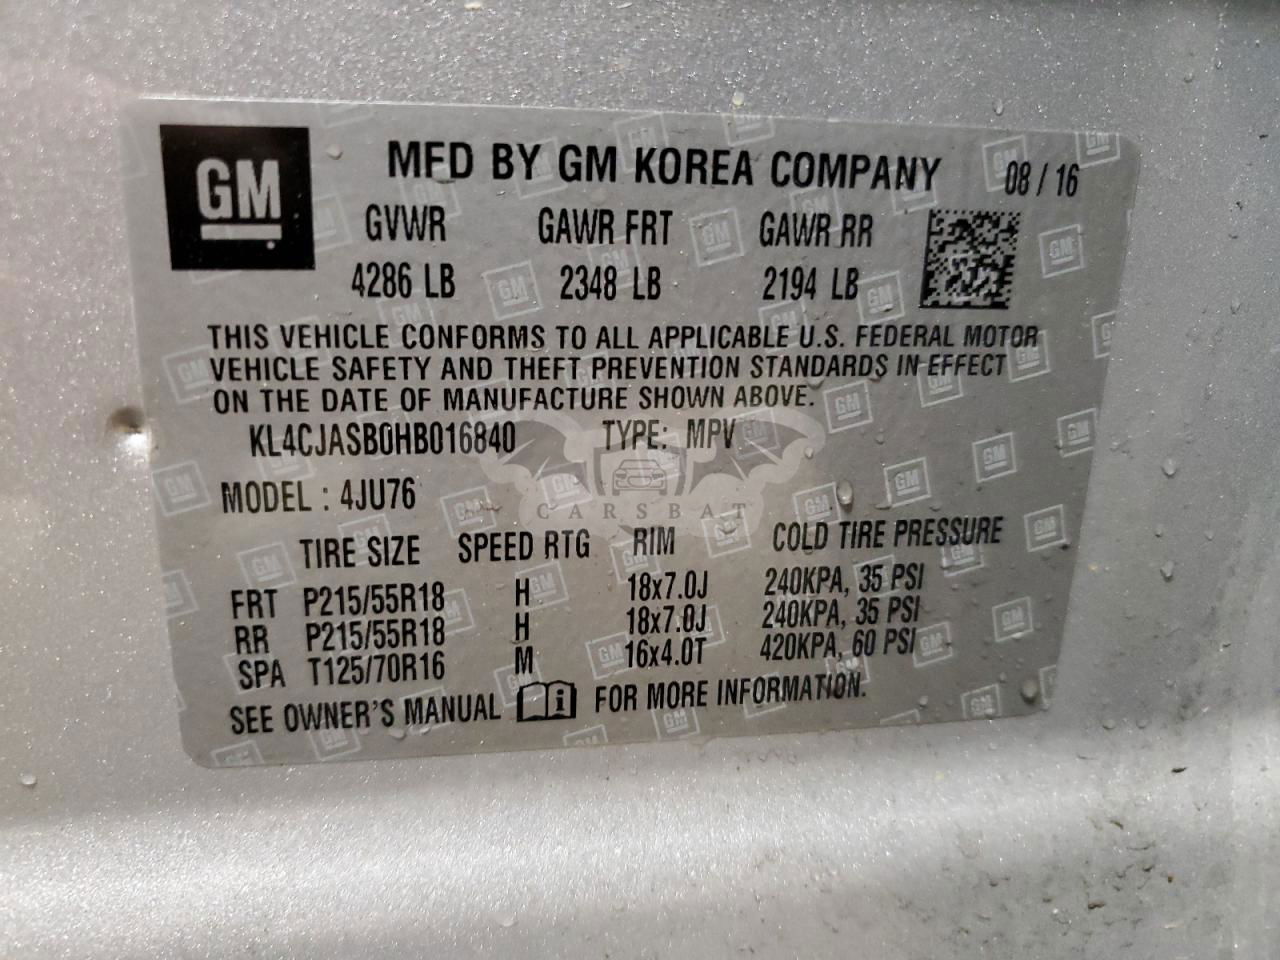 GM
MFD BY GM KOREA COMPANY 08 / 16
GVWR GAWR FRT GAWR RR
4286 LB 2348 LB 2194 LB
THIS VEHICLE CONFORMS TO ALL APPLICABLE U.S. FEDERAL MOTOR
VEHICLE SAFETY AND THEFT PREVENTION STANDARDS IN EFFECT
ON THE DATE OF MANUFACTURE SHOWN ABOVE.
KL4CJASB0HB016840 TYPE: MPV
MODEL : 4JU76
CARSBAT
TIRE SIZE SPEED RTG RIM COLD TIRE PRESSURE
FRT P215/55R18 H 18x7.0J 240KPA, 35 PSI
RR P215/55R18 H 18x7.0J 240KPA, 35 PSI
SPA T125/70R16 M 16x4.0T 420KPA, 60 PSI
SEE OWNER'S MANUAL i FOR MORE INFORMATION.